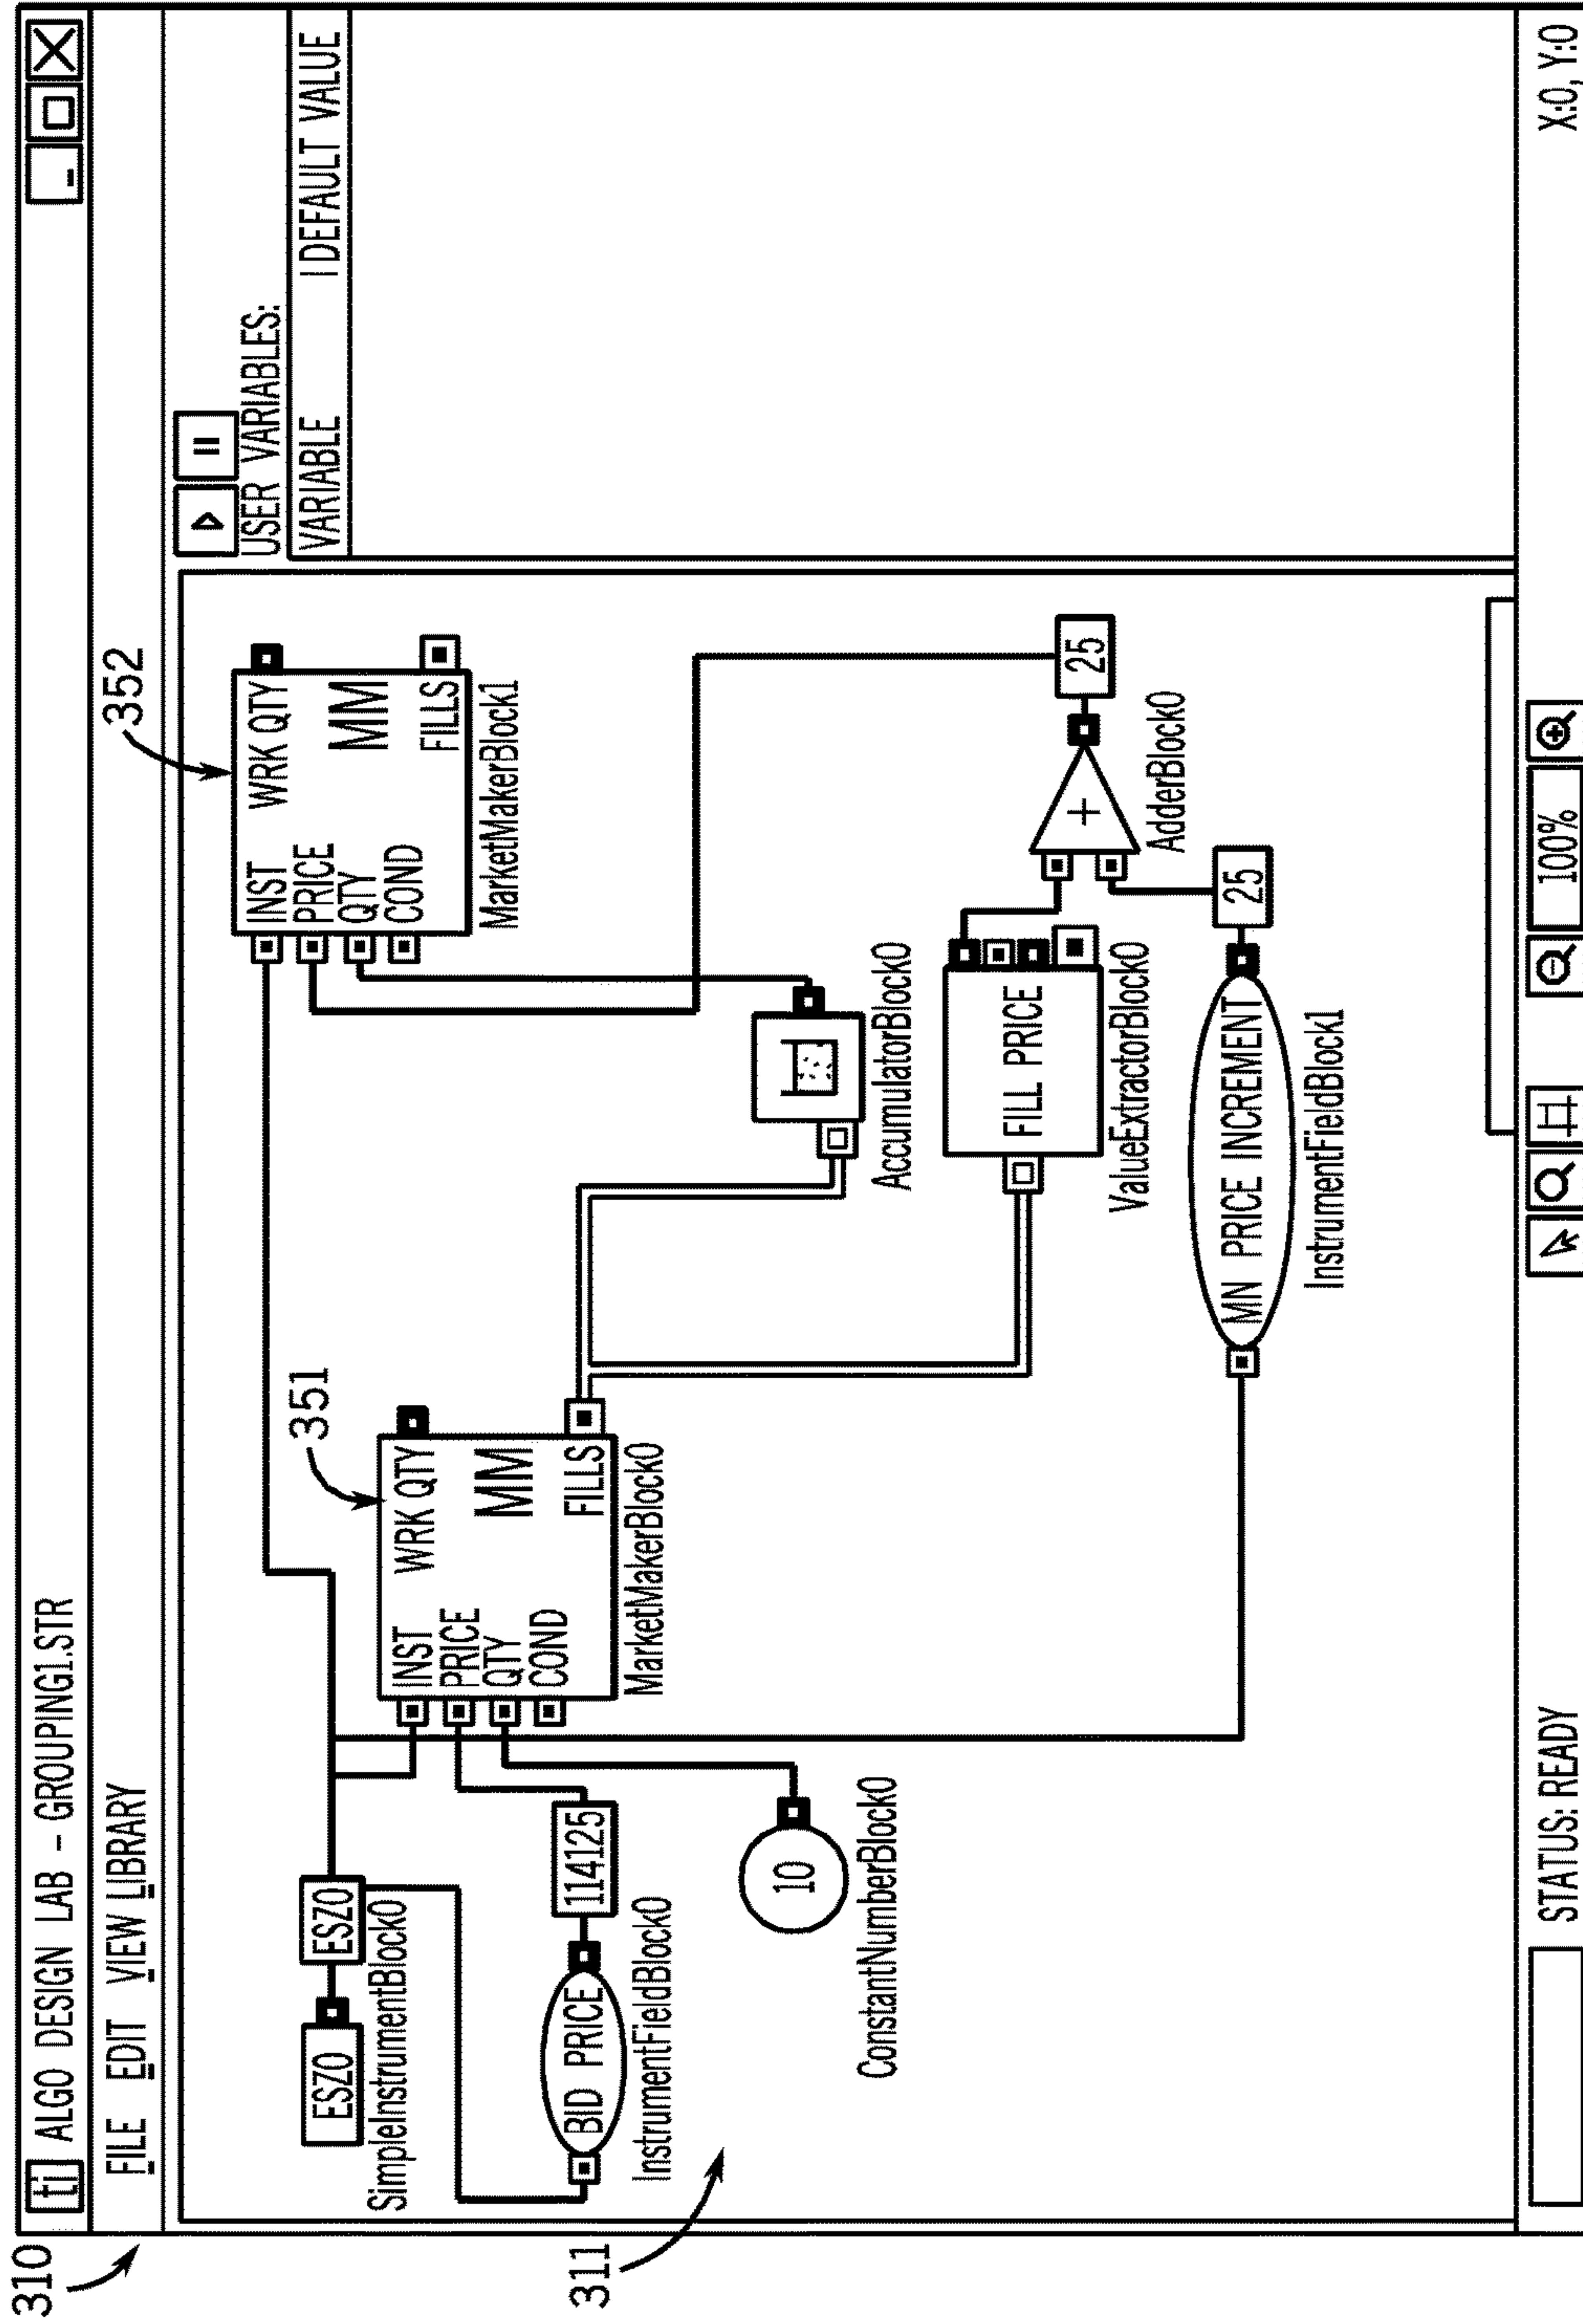 310
ti ALGO DESIGN LAB – GROUPING1.STR
FILE EDIT VIEW LIBRARY
352
USER VARIABLES:
VARIABLE | DEFAULT VALUE
INST WRK QTY
PRICE
QTY MM
COND
FILLS
MarketMakerBlock1
351
ESZ0 ESZ0
SimpleInstrumentBlock0
INST WRK QTY
PRICE
QTY MM
COND
FILLS
MarketMakerBlock0
311
BID PRICE 114125
InstrumentFieldBlock0
10
ConstantNumberBlock0
AccumulatorBlock0
FILL PRICE
ValueExtractorBlock0
+ 25
AdderBlock0
MN PRICE INCREMENT 25
InstrumentFieldBlock1
STATUS: READY 100% X:0, Y:0